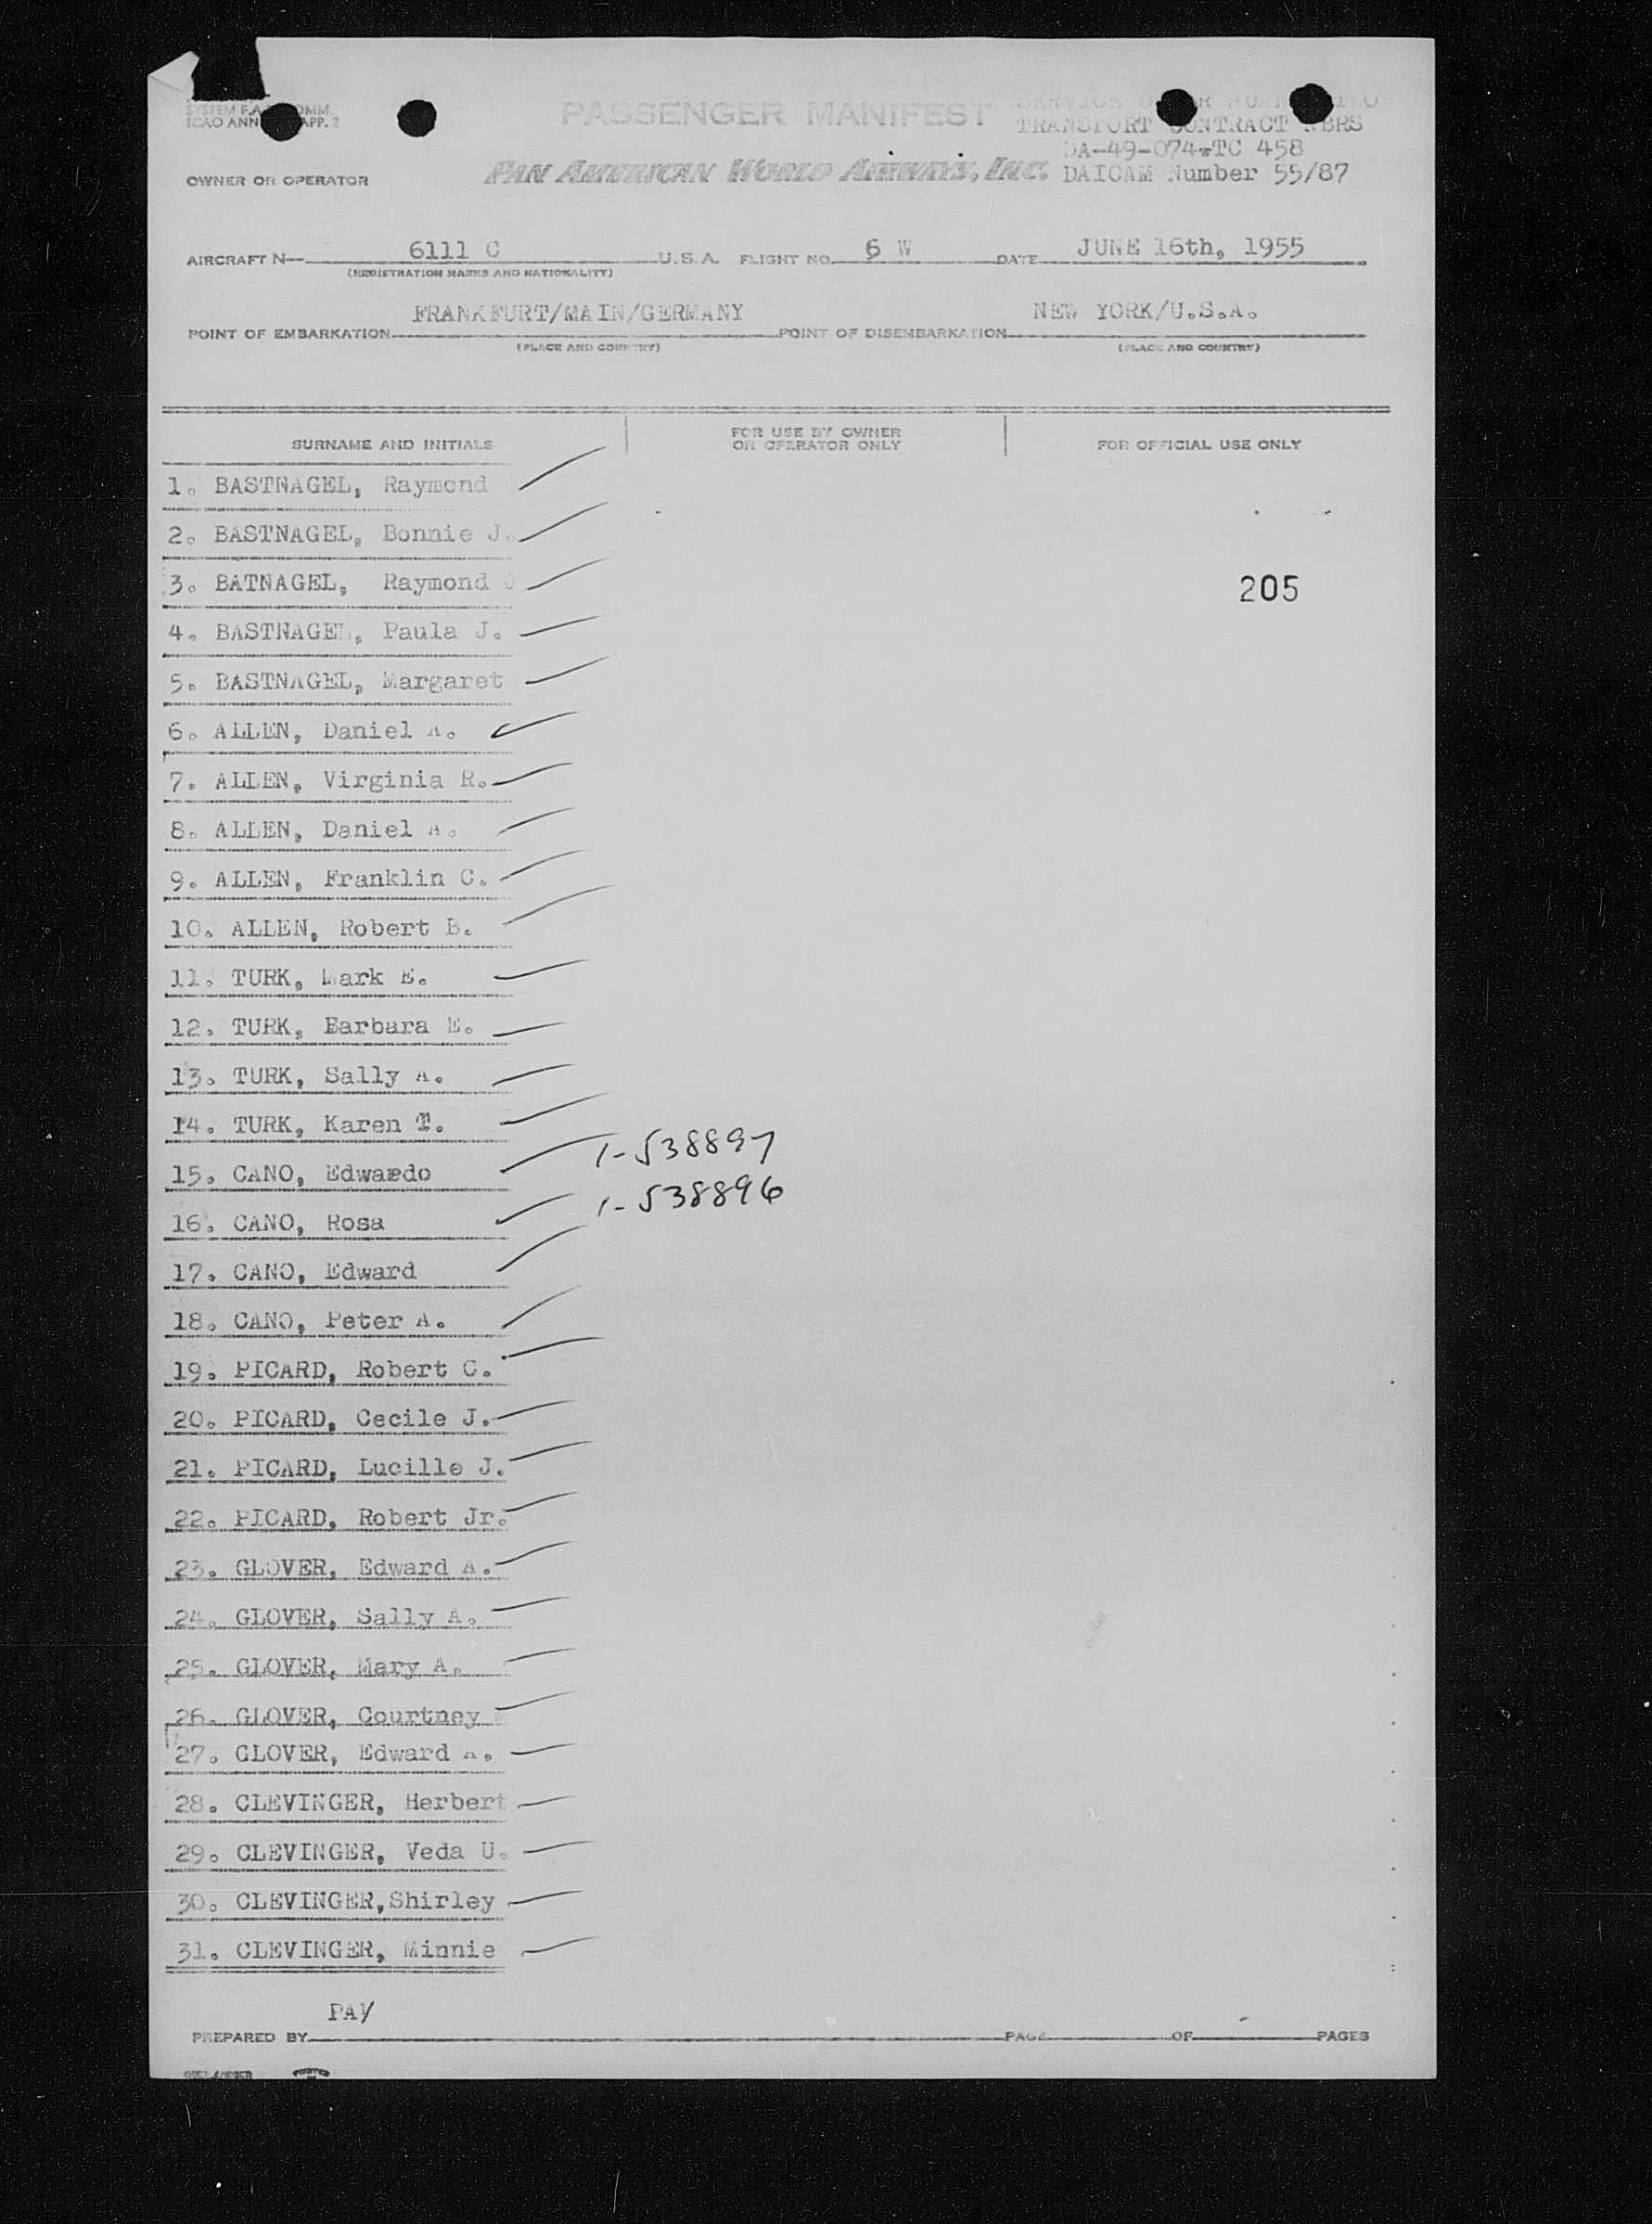 PASSENGER MANIFEST
TRANSPORT CONTRACT NBRS
DA-49-074-TC 458
OWNER OR OPERATOR PAN AMERICAN WORLD AIRWAYS, INC. DAICAM Number 55/87
AIRCRAFT N— 6111 C U.S.A. FLIGHT NO. 6 W DATE JUNE 16th, 1955
(REGISTRATION MARKS AND NATIONALITY)
FRANKFURT/MAIN/GERMANY NEW YORK/U.S.A.
POINT OF EMBARKATION POINT OF DISEMBARKATION
(PLACE AND COUNTRY) (PLACE AND COUNTRY)
SURNAME AND INITIALS FOR USE BY OWNER OR OPERATOR ONLY FOR OFFICIAL USE ONLY
1. BASTNAGEL, Raymond
2. BASTNAGEL, Bonnie J.
3. BATNAGEL, Raymond J
205
4. BASTNAGEL, Paula J.
5. BASTNAGEL, Margaret
6. ALLEN, Daniel A.
7. ALLEN, Virginia R.
8. ALLEN, Daniel A.
9. ALLEN, Franklin C.
10. ALLEN, Robert B.
11. TURK, Mark E.
12. TURK, Barbara E.
13. TURK, Sally A.
14. TURK, Karen T.
15. CANO, Edwardo 1-538897
16. CANO, Rosa 1-538896
17. CANO, Edward
18. CANO, Peter A.
19. PICARD, Robert C.
20. PICARD, Cecile J.
21. PICARD, Lucille J.
22. PICARD, Robert Jr.
23. GLOVER, Edward A.
24. GLOVER, Sally A.
25. GLOVER, Mary A.
26. GLOVER, Courtney
27. GLOVER, Edward A.
28. CLEVINGER, Herbert
29. CLEVINGER, Veda U.
30. CLEVINGER, Shirley
31. CLEVINGER, Minnie
PREPARED BY PAGE OF PAGES